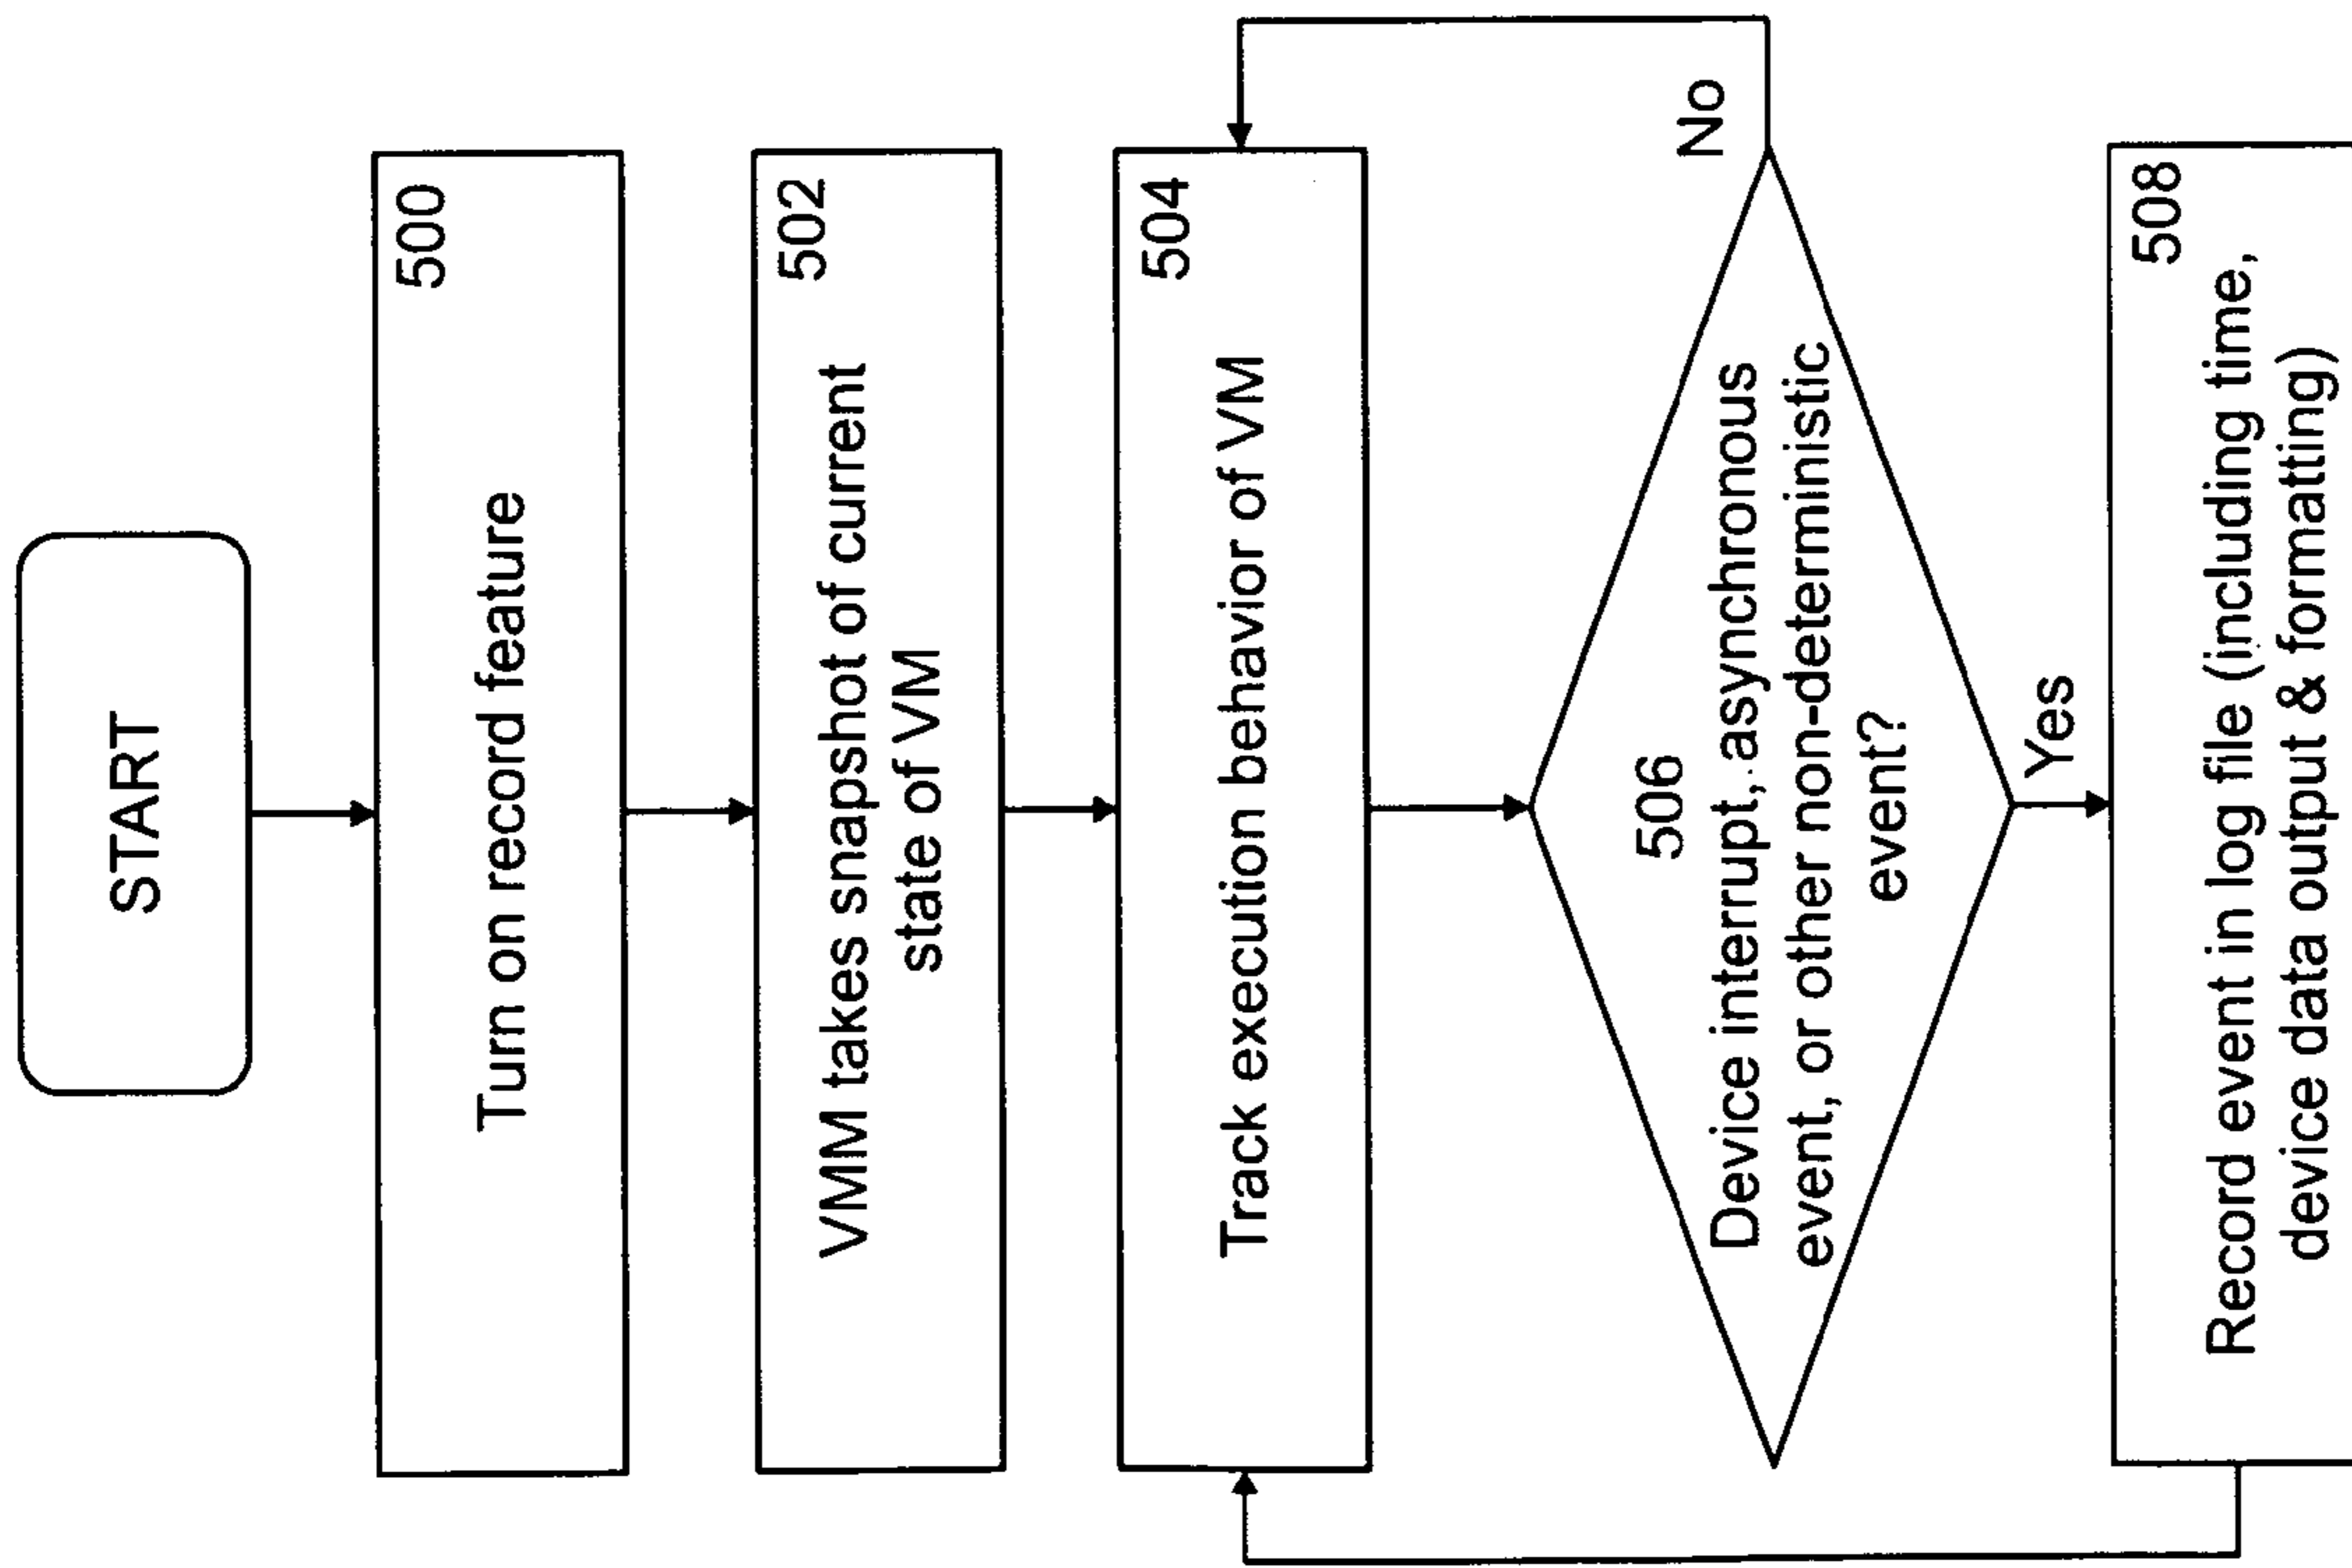 START
500
Turn on record feature
502
VMM takes snapshot of current
state of VM
504
Track execution behavior of VM
506
Device interrupt, asynchronous
event, or other non-deterministic
event?
No
Yes
508
Record event in log file (including time,
device data output & formatting)